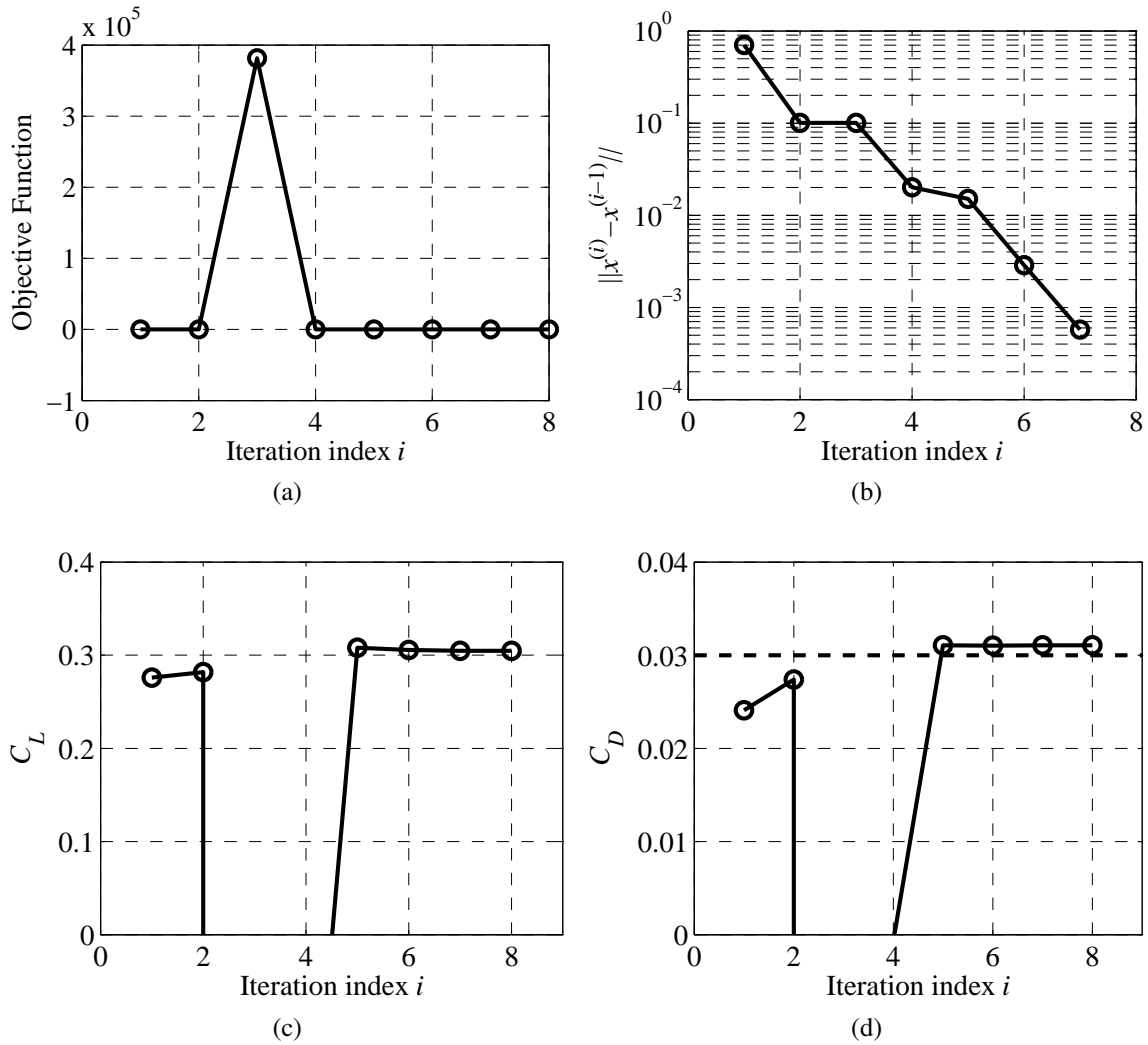 x 10^5
4
3
2
1
0
−1
Objective Function
0 2 4 6 8
Iteration index i
(a)
10^0
10^−1
10^−2
10^−3
10^−4
||x^(i)−x^(i−1)||
0 2 4 6 8
Iteration index i
(b)
0.4
0.3
0.2
0.1
0
C_L
0 2 4 6 8
Iteration index i
(c)
0.04
0.03
0.02
0.01
0
C_D
0 2 4 6 8
Iteration index i
(d)